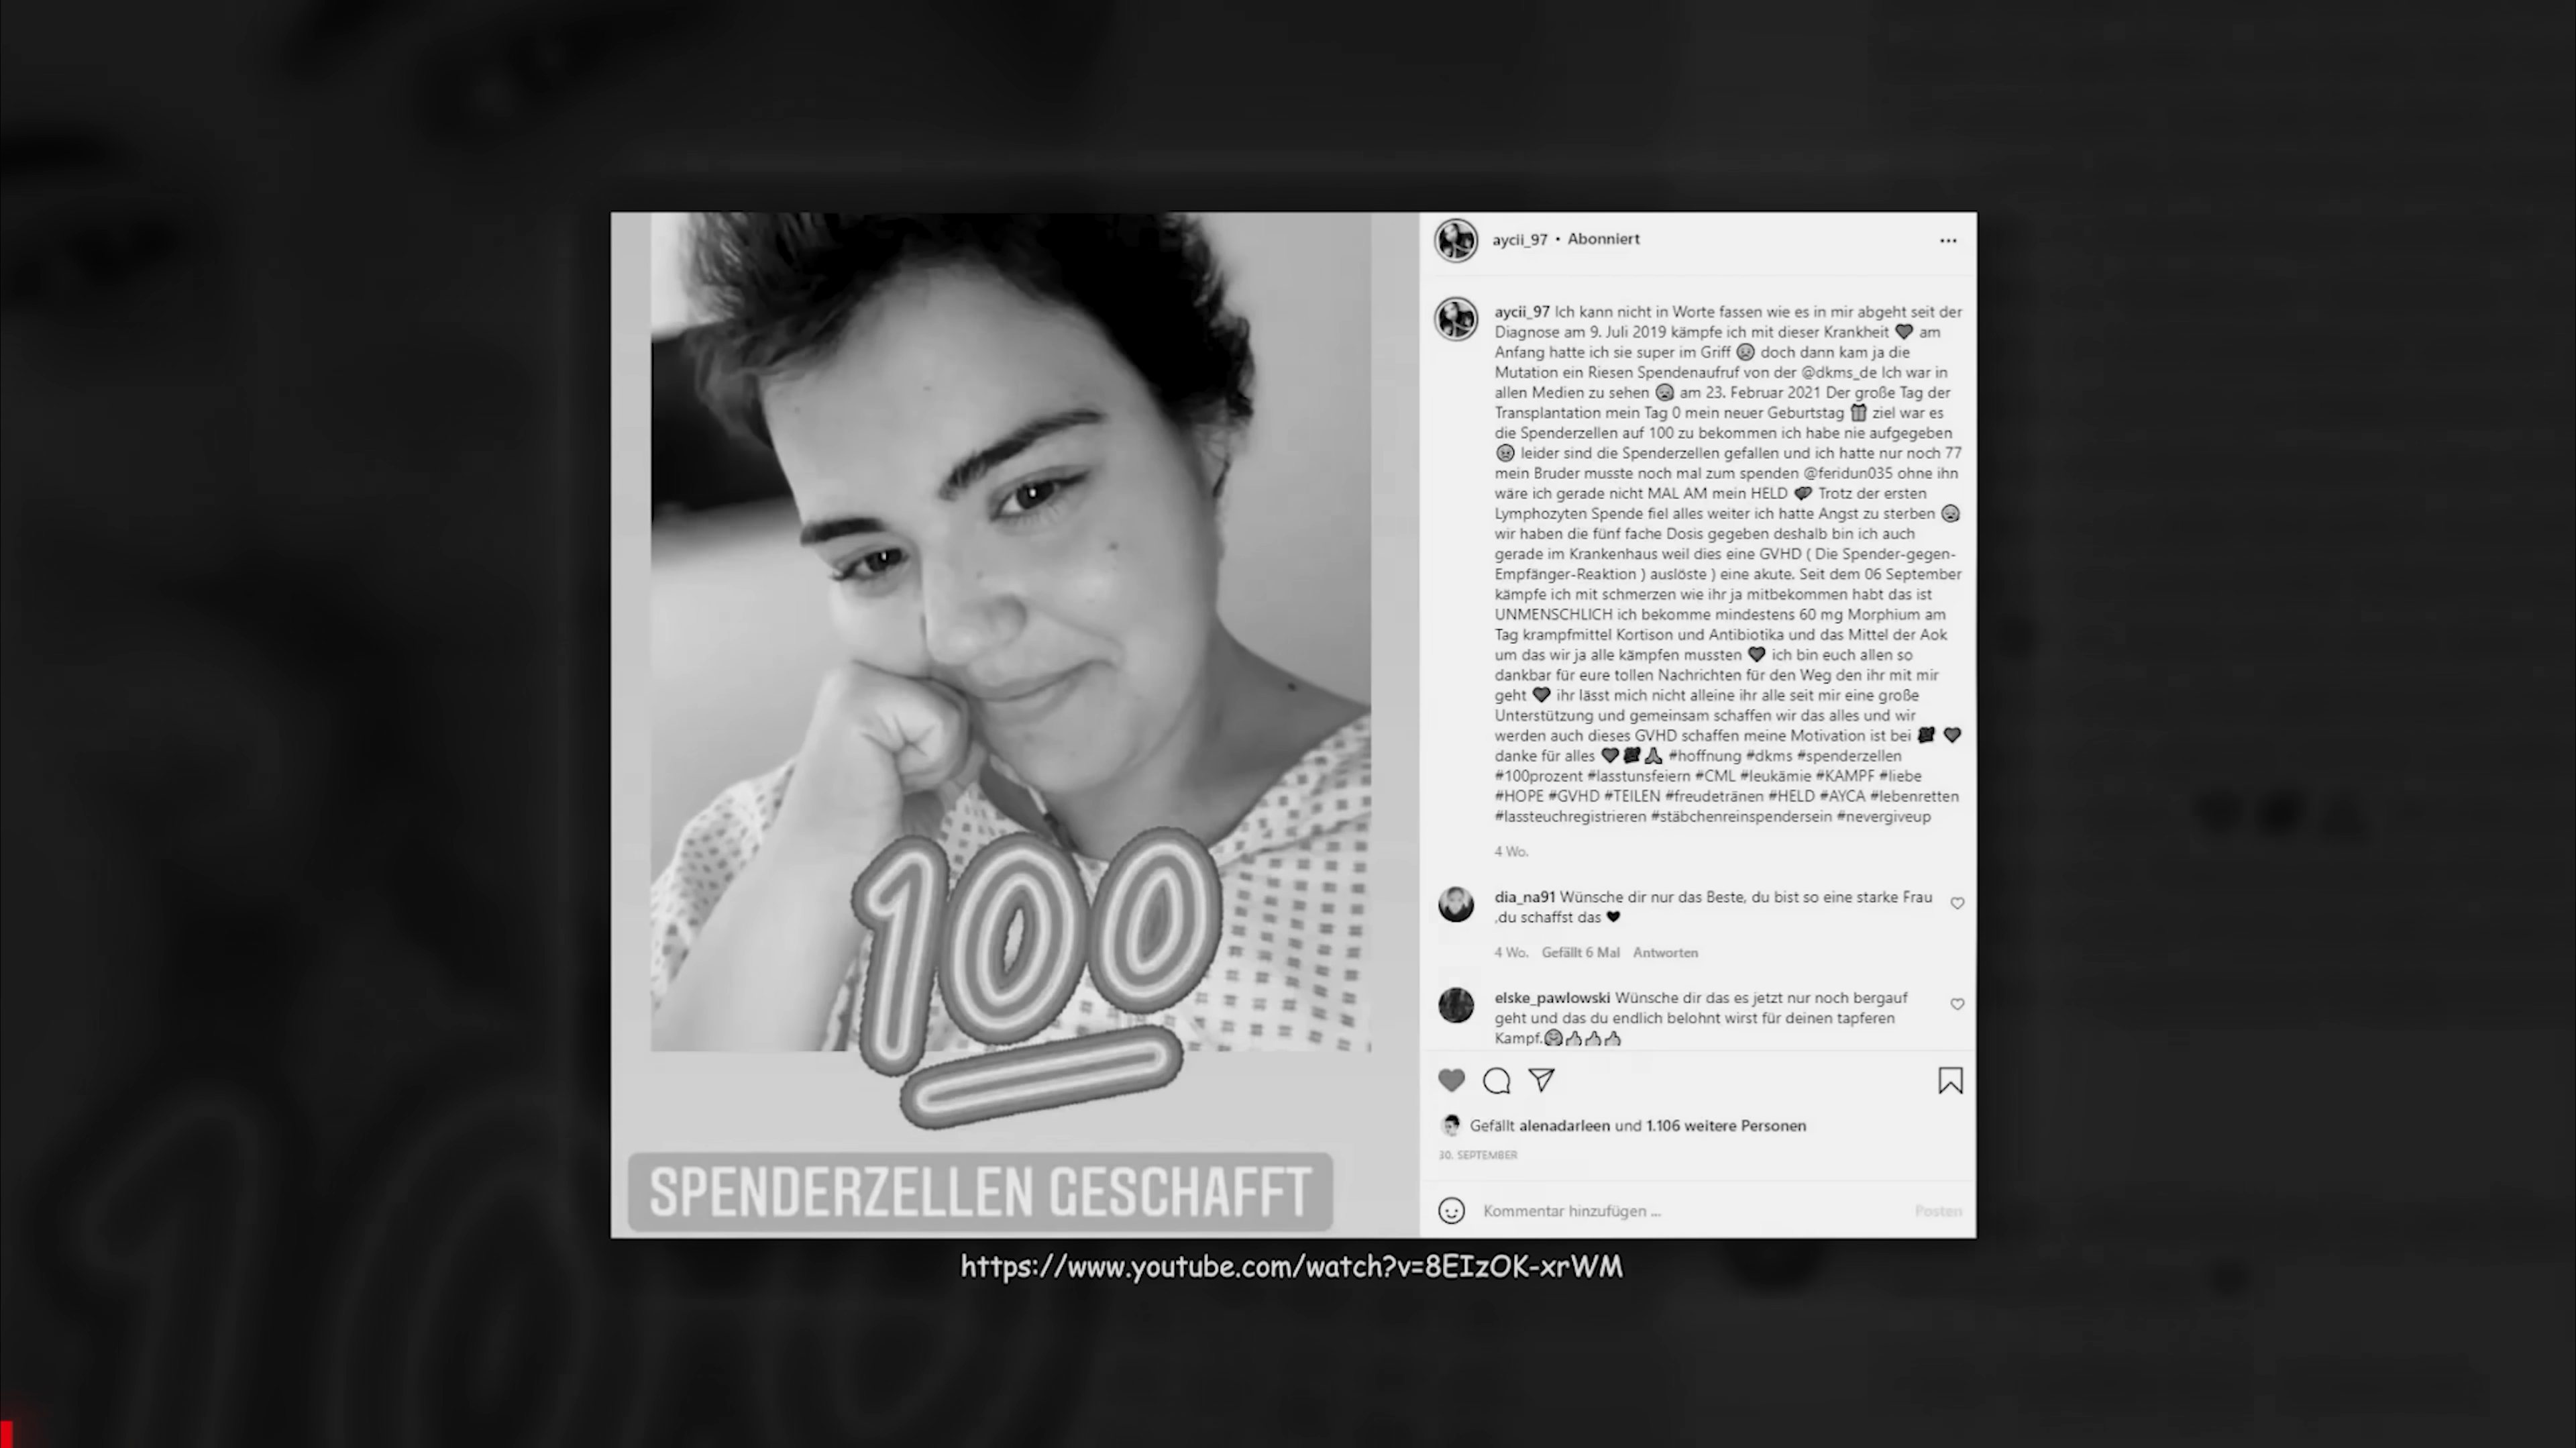 100
SPENDERZELLEN GESCHAFFT
aycii_97 • Abonniert
aycii_97 Ich kann nicht in Worte fassen wie es in mir abgeht seit der
Diagnose am 9. Juli 2019 kämpfe ich mit dieser Krankheit 🖤 am
Anfang hatte ich sie super im Griff 😣 doch dann kam ja die
Mutation ein Riesen Spendenaufruf von der @dkms_de Ich war in
allen Medien zu sehen 😭 am 23. Februar 2021 Der große Tag der
Transplantation mein Tag 0 mein neuer Geburtstag 🎁 ziel war es
die Spenderzellen auf 100 zu bekommen ich habe nie aufgegeben
😣 leider sind die Spenderzellen gefallen und ich hatte nur noch 77
mein Bruder musste noch mal zum spenden @feridun035 ohne ihn
wäre ich gerade nicht MAL AM mein HELD 💕 Trotz der ersten
Lymphozyten Spende fiel alles weiter ich hatte Angst zu sterben 😭
wir haben die fünf fache Dosis gegeben deshalb bin ich auch
gerade im Krankenhaus weil dies eine GVHD ( Die Spender-gegen-
Empfänger-Reaktion ) auslöste ) eine akute. Seit dem 06 September
kämpfe ich mit schmerzen wie ihr ja mitbekommen habt das ist
UNMENSCHLICH ich bekomme mindestens 60 mg Morphium am
Tag krampfmittel Kortison und Antibiotika und das Mittel der Aok
um das wir ja alle kämpfen mussten 🖤 ich bin euch allen so
dankbar für eure tollen Nachrichten für den Weg den ihr mit mir
geht 🖤 ihr lässt mich nicht alleine ihr alle seit mir eine große
Unterstützung und gemeinsam schaffen wir das alles und wir
werden auch dieses GVHD schaffen meine Motivation ist bei 💯 🖤
danke für alles 🖤💯🙏 #hoffnung #dkms #spenderzellen
#100prozent #lasstunsfeiern #CML #leukämie #KAMPF #liebe
#HOPE #GVHD #TEILEN #freudetränen #HELD #AYCA #lebenretten
#lassteuchregistrieren #stäbchenreinspendersein #nevergiveup
4 Wo.
dia_na91 Wünsche dir nur das Beste, du bist so eine starke Frau
,du schaffst das 🖤
4 Wo. Gefällt 6 Mal Antworten
elske_pawlowski Wünsche dir das es jetzt nur noch bergauf
geht und das du endlich belohnt wirst für deinen tapferen
Kampf.🤗👍👍👍
Gefällt alenadarleen und 1.106 weitere Personen
30. SEPTEMBER
Kommentar hinzufügen ... Posten
https://www.youtube.com/watch?v=8EIzOK-xrWM